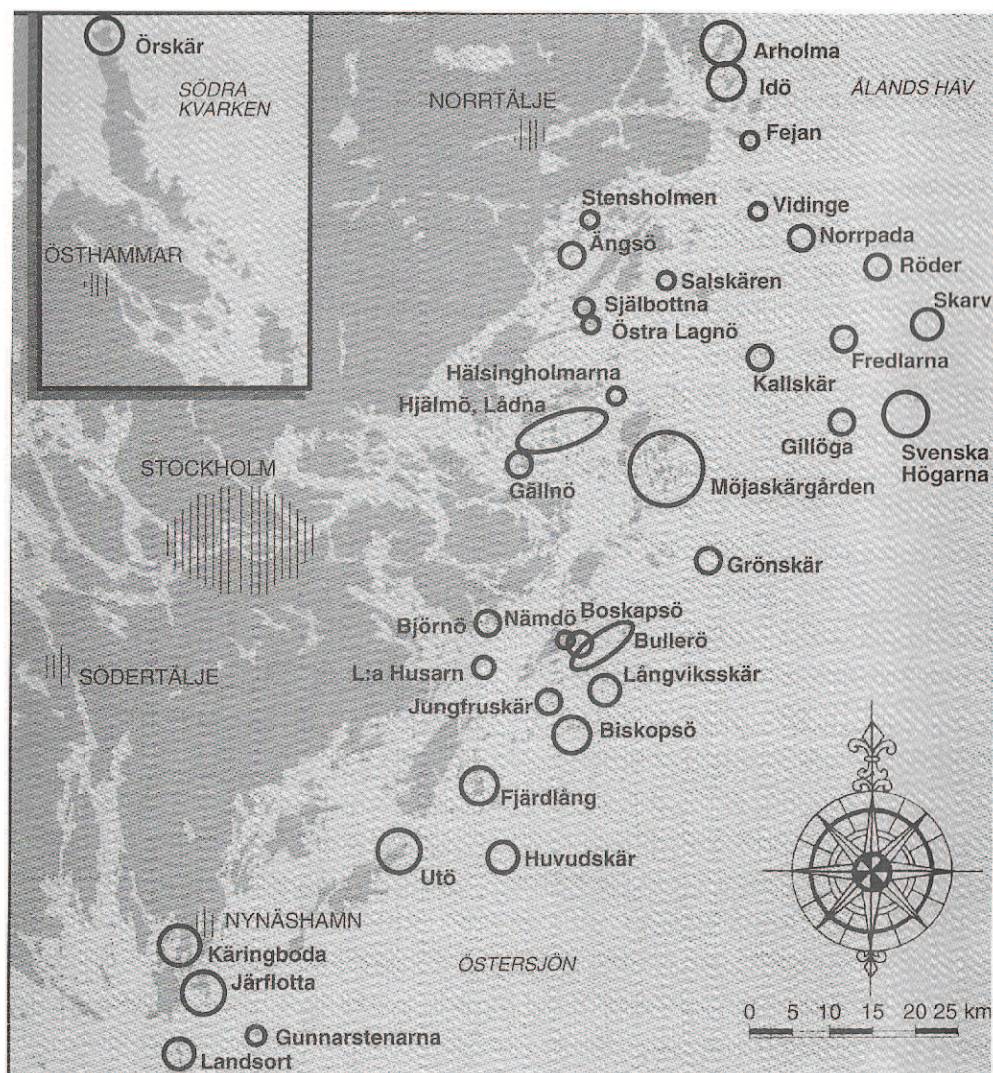 Örskär
SÖDRA
KVARKEN
ÖSTHAMMAR
NORRTÄLJE
Arholma
Idö
ÅLANDS HAV
Fejan
Stensholmen
Vidinge
Ängsö
Norrpada
Röder
Salskären
Själbottna
Skarv
Östra Lagnö
Fredlarna
Kallskär
Hälsingholmarna
Hjälmö, Lådna
Gillöga
Svenska
Högarna
STOCKHOLM
Gällnö
Möjaskärgården
Grönskär
Björnö
Nämdö
Boskapsö
Bullerö
SÖDERTÄLJE
L:a Husarn
Långviksskär
Jungfruskär
Biskopsö
Fjärdlång
Utö
Huvudskär
NYNÄSHAMN
Käringboda
ÖSTERSJÖN
Järflotta
0 5 10 15 20 25 km
Gunnarstenarna
Landsort